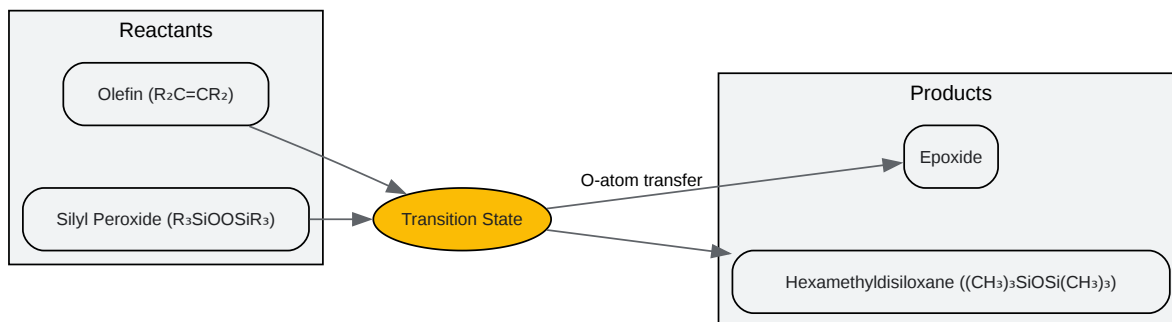 Reactants
Olefin (R₂C=CR₂)
Silyl Peroxide (R₃SiOOSiR₃)
Transition State
O-atom transfer
Products
Epoxide
Hexamethyldisiloxane ((CH₃)₃SiOSi(CH₃)₃)